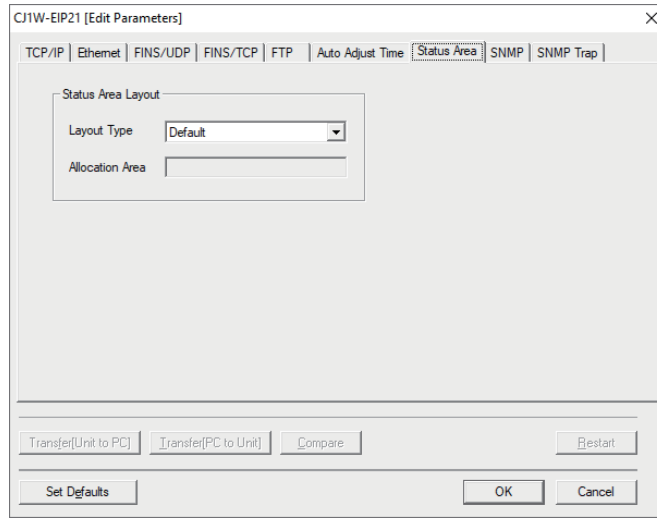 CJ1W-EIP21 [Edit Parameters]
TCP/IP Ethernet FINS/UDP FINS/TCP FTP Auto Adjust Time Status Area SNMP SNMP Trap
Status Area Layout
Layout Type Default
Allocation Area
Transfer[Unit to PC] Transfer[PC to Unit] Compare Restart
Set Defaults OK Cancel